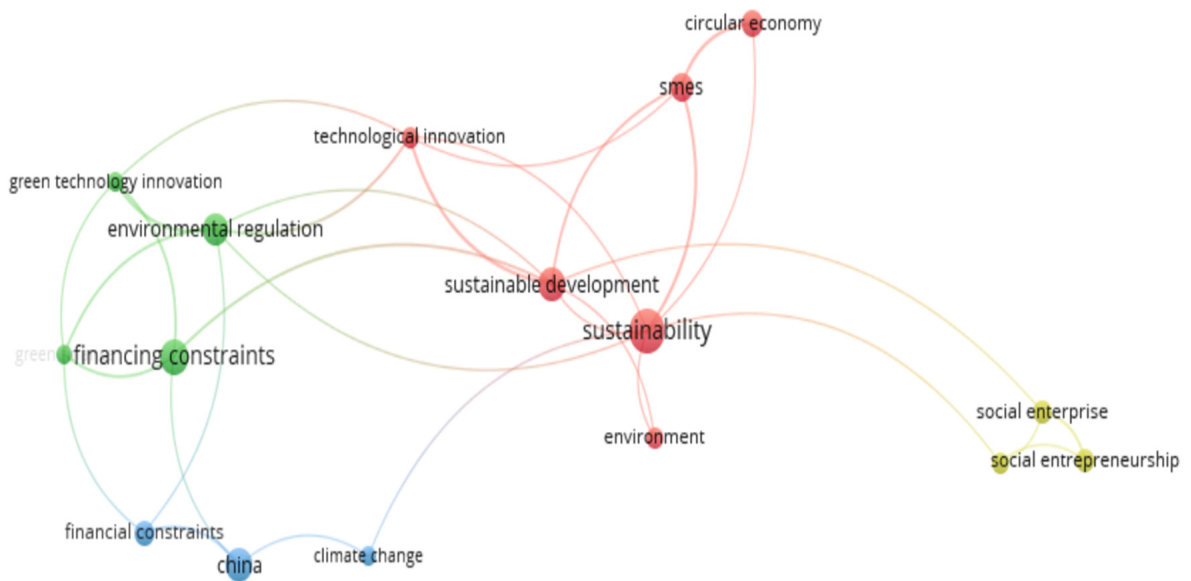 circular economy
smes
technological innovation
green technology innovation
environmental regulation
sustainable development
sustainability
green
financing constraints
social enterprise
environment
social entrepreneurship
financial constraints
climate change
china